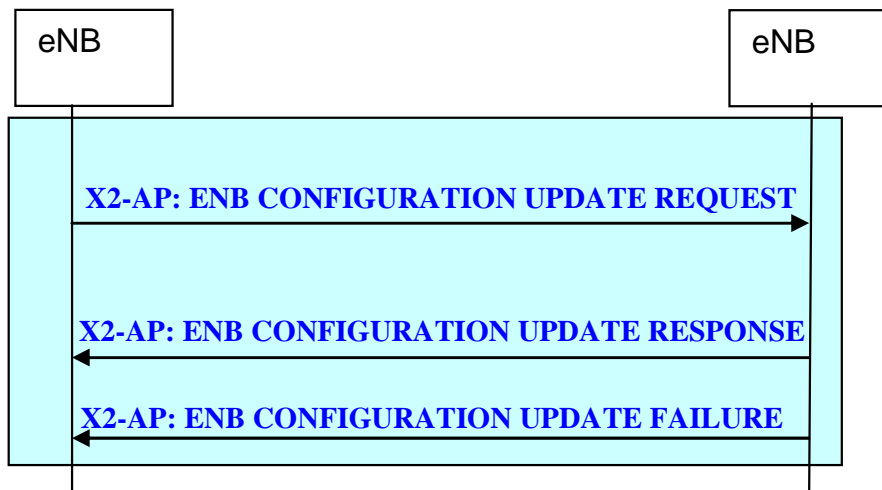 eNB
eNB
X2-AP: ENB CONFIGURATION UPDATE REQUEST
X2-AP: ENB CONFIGURATION UPDATE RESPONSE
X2-AP: ENB CONFIGURATION UPDATE FAILURE